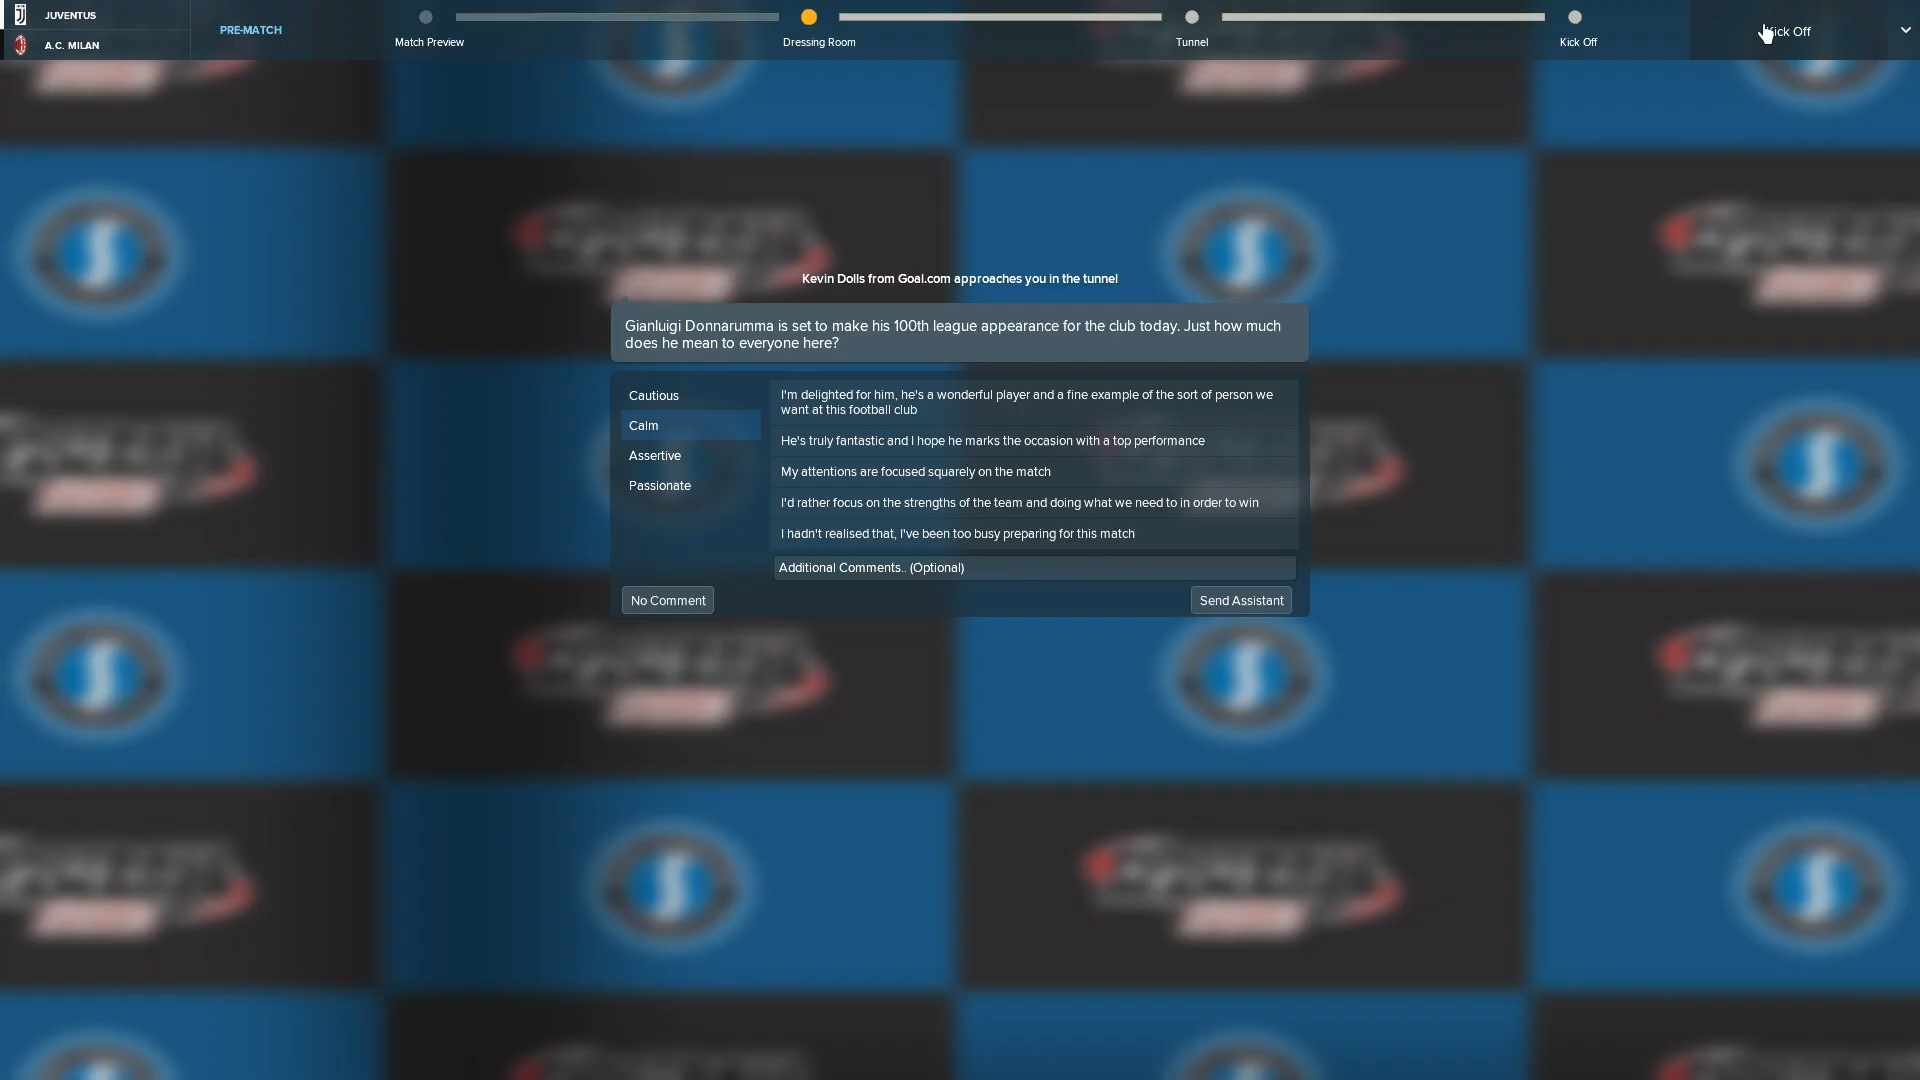 JUVENTUS
A.C. MILAN
PRE-MATCH
Match Preview
Dressing Room
Tunnel
Kick Off
Kick Off
Kevin Dolls from Goal.com approaches you in the tunnel
Gianluigi Donnarumma is set to make his 100th league appearance for the club today. Just how much
does he mean to everyone here?
Cautious
Calm
Assertive
Passionate
I'm delighted for him, he's a wonderful player and a fine example of the sort of person we
want at this football club
He's truly fantastic and I hope he marks the occasion with a top performance
My attentions are focused squarely on the match
I'd rather focus on the strengths of the team and doing what we need to in order to win
I hadn't realised that, I've been too busy preparing for this match
Additional Comments.. (Optional)
No Comment
Send Assistant